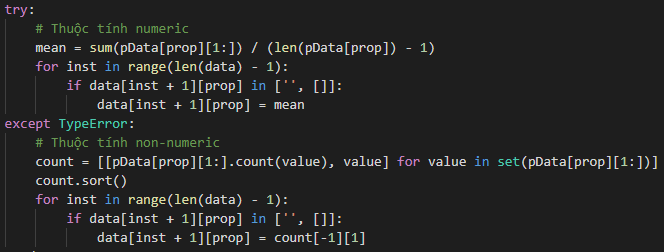 try:
    # Thuộc tính numeric
    mean = sum(pData[prop][1:]) / (len(pData[prop]) - 1)
    for inst in range(len(data) - 1):
        if data[inst + 1][prop] in ['', []]:
            data[inst + 1][prop] = mean
except TypeError:
    # Thuộc tính non-numeric
    count = [[pData[prop][1:].count(value), value] for value in set(pData[prop][1:])]
    count.sort()
    for inst in range(len(data) - 1):
        if data[inst + 1][prop] in ['', []]:
            data[inst + 1][prop] = count[-1][1]